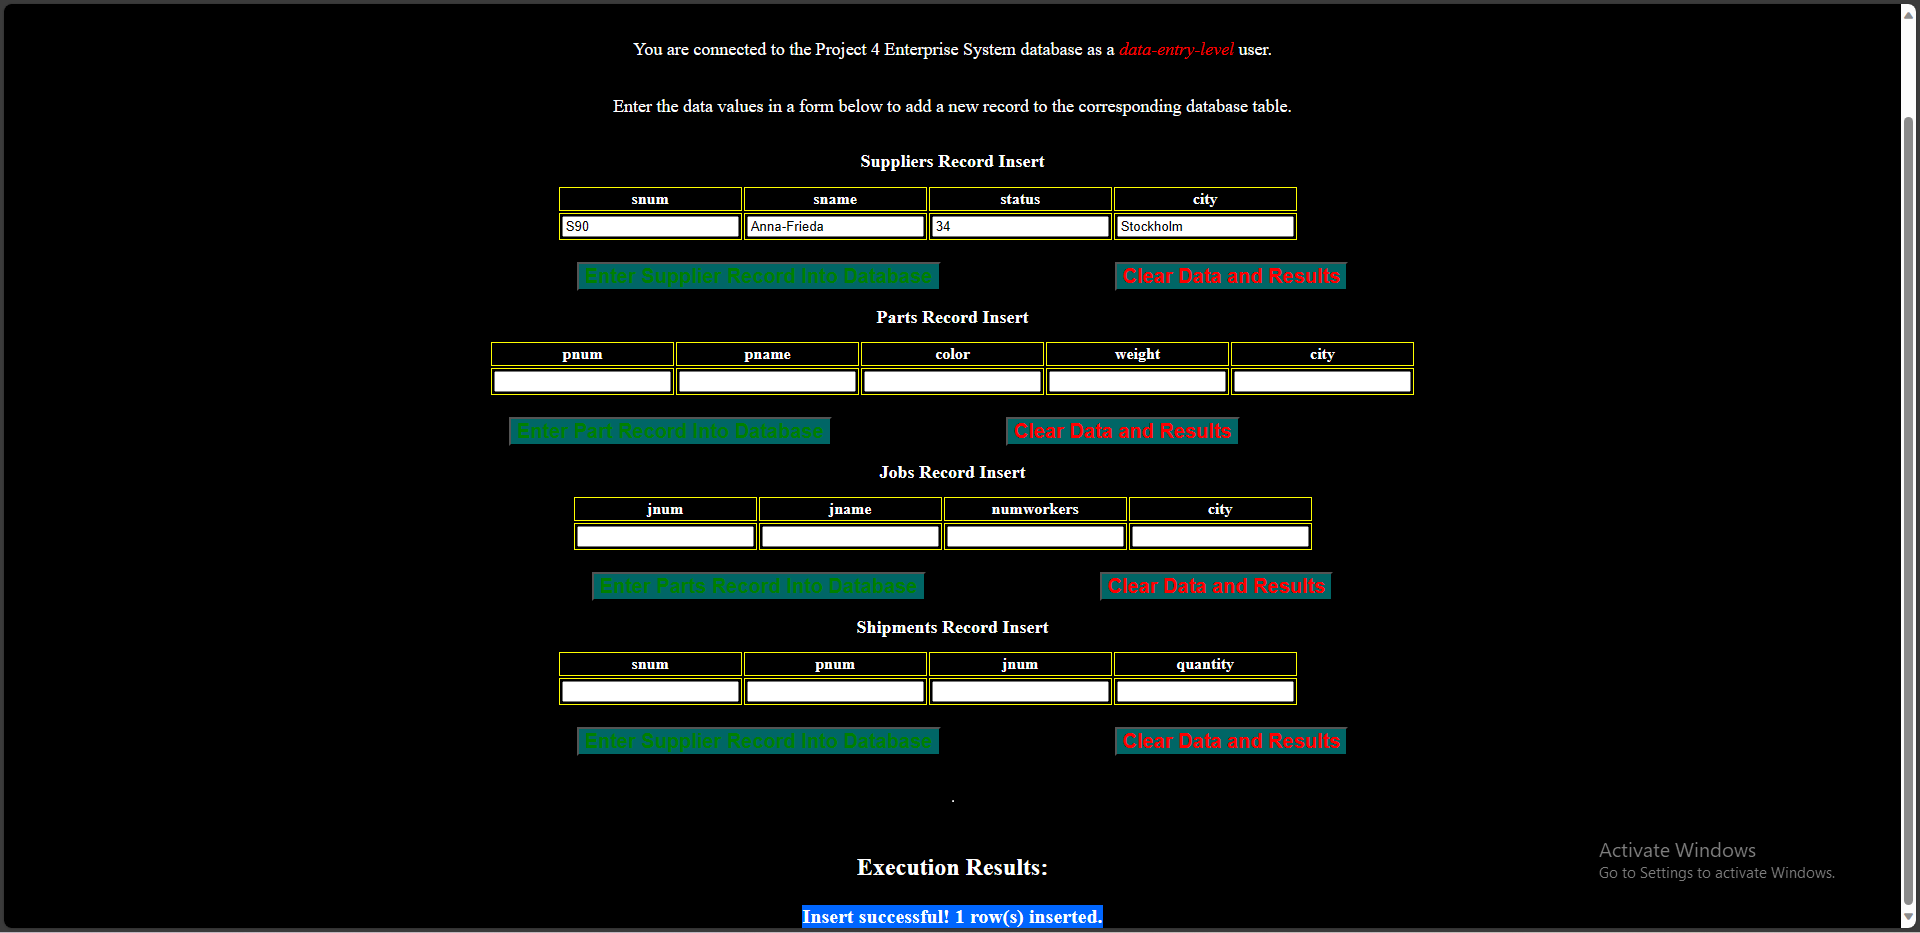 You are connected to the Project 4 Enterprise System database as a data-entry-level user.
Enter the data values in a form below to add a new record to the corresponding database table.
Suppliers Record Insert
snum sname status city
S90 Anna-Frieda 34 Stockholm
Enter Supplier Record Into Database Clear Data and Results
Parts Record Insert
pnum pname color weight city
Enter Part Record Into Database Clear Data and Results
Jobs Record Insert
jnum jname numworkers city
Enter Parts Record Into Database Clear Data and Results
Shipments Record Insert
snum pnum jnum quantity
Enter Supplier Record Into Database Clear Data and Results
.
Execution Results:
Insert successful! 1 row(s) inserted.
Activate Windows
Go to Settings to activate Windows.